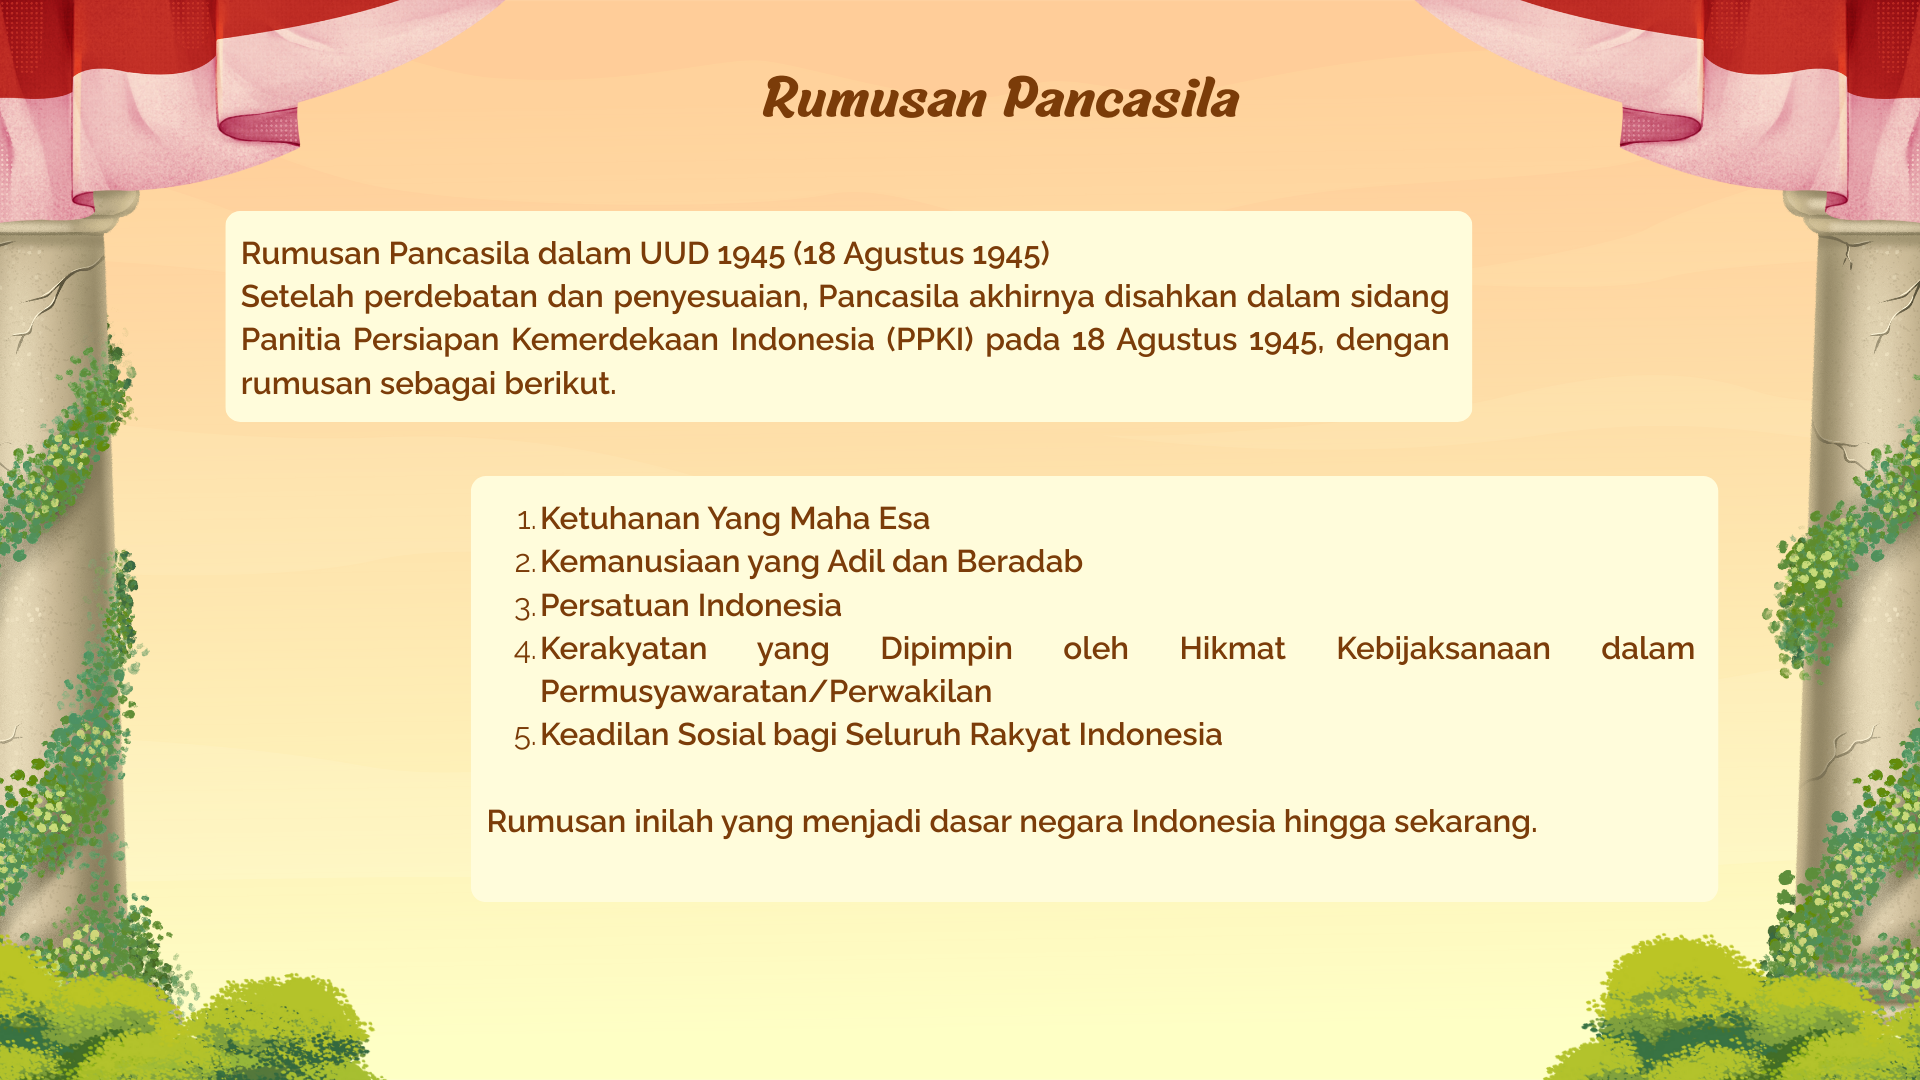 Rumusan Pancasila
Rumusan Pancasila dalam UUD 1945 (18 Agustus 1945)
Setelah perdebatan dan penyesuaian, Pancasila akhirnya disahkan dalam sidang
Panitia Persiapan Kemerdekaan Indonesia (PPKI) pada 18 Agustus 1945, dengan
rumusan sebagai berikut.
1. Ketuhanan Yang Maha Esa
2. Kemanusiaan yang Adil dan Beradab
3. Persatuan Indonesia
4. Kerakyatan yang Dipimpin oleh Hikmat Kebijaksanaan dalam
Permusyawaratan/Perwakilan
5. Keadilan Sosial bagi Seluruh Rakyat Indonesia
Rumusan inilah yang menjadi dasar negara Indonesia hingga sekarang.